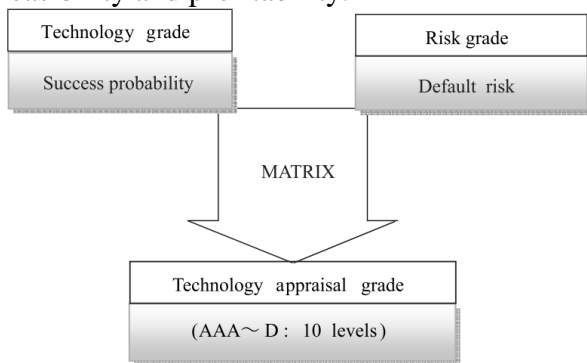 Technology grade
Success probability
Risk grade
Default risk
MATRIX
Technology appraisal grade
(AAA～D: 10 levels)